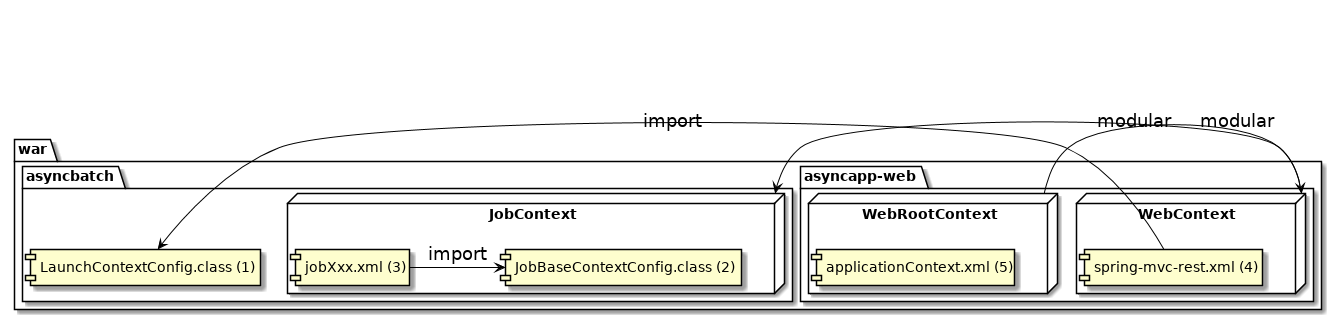 import
modular
modular
war
asyncbatch
asyncapp-web
JobContext
WebRootContext
WebContext
import
LaunchContextConfig.class (1)
jobXxx.xml (3)
JobBaseContextConfig.class (2)
applicationContext.xml (5)
spring-mvc-rest.xml (4)